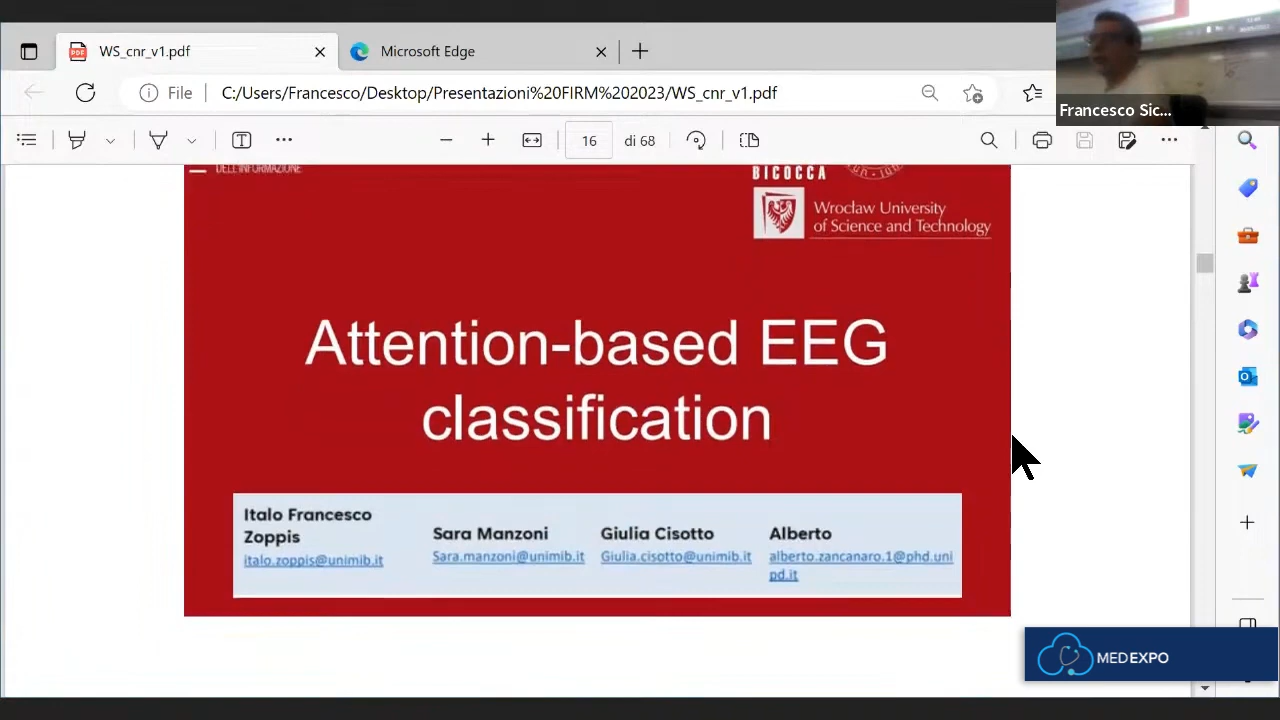 WS_cnr_v1.pdf
Microsoft Edge
File
C:/Users/Francesco/Desktop/Presentazioni%20FIRM%202023/WS_cnr_v1.pdf
Francesco Sic...
16
di 68
DELL'INFORMAZIONE
BICOCCA
Wroclaw University
of Science and Technology
Attention-based EEG
classification
Italo Francesco
Zoppis
italo.zoppis@unimib.it
Sara Manzoni
Sara.manzoni@unimib.it
Giulia Cisotto
Giulia.cisotto@unimib.it
Alberto
alberto.zancanaro.1@phd.uni
pd.it
MEDEXPO